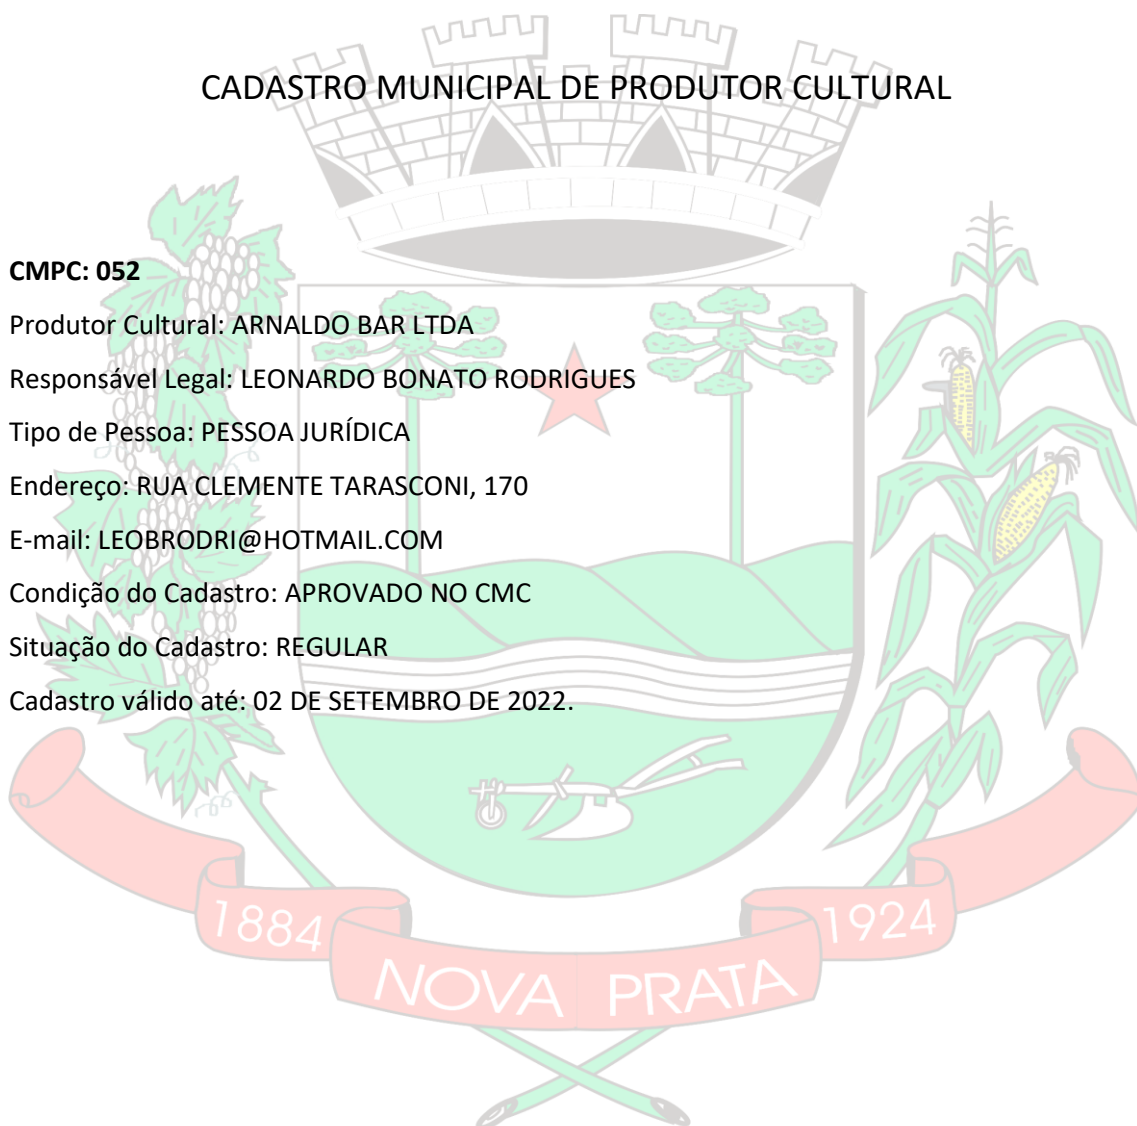 CADASTRO MUNICIPAL DE PRODUTOR CULTURAL
CMPC: 052
Produtor Cultural: ARNALDO BAR LTDA
Responsável Legal: LEONARDO BONATO RODRIGUES
Tipo de Pessoa: PESSOA JURÍDICA
Endereço: RUA CLEMENTE TARASCONI, 170
E-mail: LEOBRODRI@HOTMAIL.COM
Condição do Cadastro: APROVADO NO CMC
Situação do Cadastro: REGULAR
Cadastro válido até: 02 DE SETEMBRO DE 2022.
1884
1924
NOVA PRATA